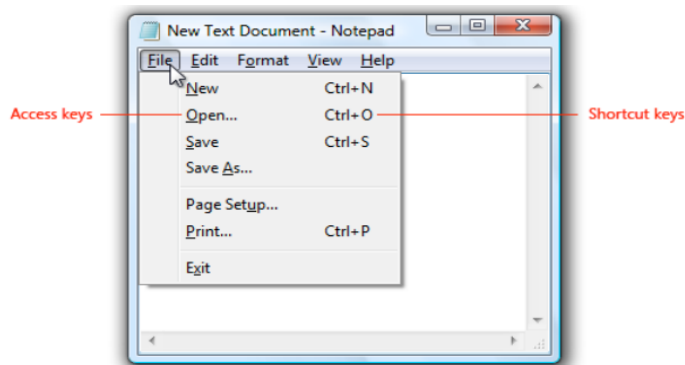 New Text Document - Notepad
File Edit Format View Help
New Ctrl+N
Access keys Open... Ctrl+O Shortcut keys
Save Ctrl+S
Save As...
Page Setup...
Print... Ctrl+P
Exit